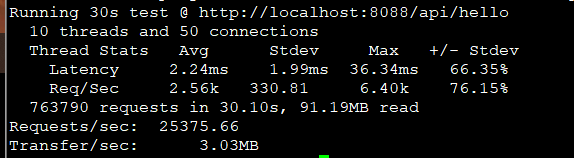 Running 30s test @ http://localhost:8088/api/hello
10 threads and 50 connections
Thread Stats Avg Stdev Max +/- Stdev
Latency 2.24ms 1.99ms 36.34ms 66.35%
Req/Sec 2.56k 330.81 6.40k 76.15%
763790 requests in 30.10s, 91.19MB read
Requests/sec: 25375.66
Transfer/sec: 3.03MB